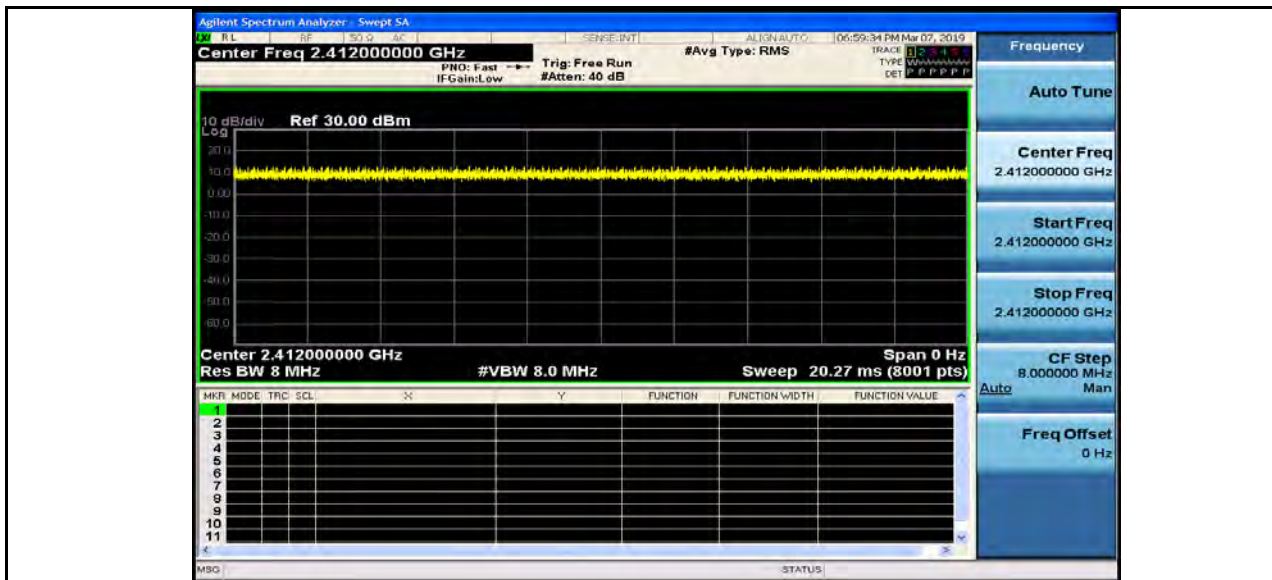 Agilent Spectrum Analyzer - Swept SA
LXI RL RF 50 Ω AC SENSE:INT ALIGN AUTO 06:59:34 PM Mar 07, 2019
Center Freq 2.412000000 GHz
PNO: Fast
IFGain:Low
Trig: Free Run
#Atten: 40 dB
#Avg Type: RMS
TRACE 1 2 3 4 5 6
TYPE
DET P P P P P P
10 dB/div Ref 30.00 dBm
Log
20.0
10.0
0.00
-10.0
-20.0
-30.0
-40.0
-50.0
-60.0
Center 2.412000000 GHz Span 0 Hz
Res BW 8 MHz #VBW 8.0 MHz Sweep 20.27 ms (8001 pts)
MKR MODE TRC SCL X Y FUNCTION FUNCTION WIDTH FUNCTION VALUE
1
2
3
4
5
6
7
8
9
10
11
MSG STATUS
Frequency
Auto Tune
Center Freq
2.412000000 GHz
Start Freq
2.412000000 GHz
Stop Freq
2.412000000 GHz
CF Step
8.000000 MHz
Auto Man
Freq Offset
0 Hz